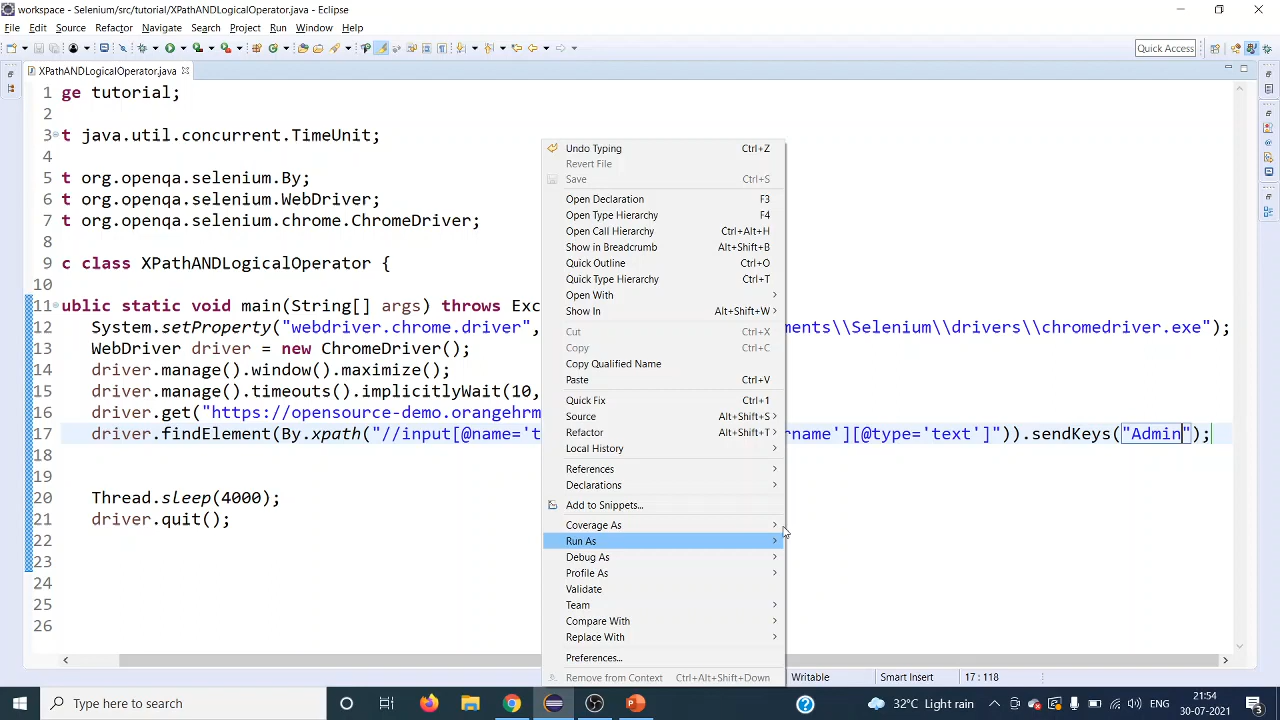 workspace - Selenium/src/tutorial/XPathANDLogicalOperator.java - Eclipse
File Edit Source Refactor Navigate Search Project Run Window Help
Quick Access
XPathANDLogicalOperator.java
1 ge tutorial;
2
3 t java.util.concurrent.TimeUnit;
4
5 t org.openqa.selenium.By;
6 t org.openqa.selenium.WebDriver;
7 t org.openqa.selenium.chrome.ChromeDriver;
8
9 c class XPathANDLogicalOperator {
10
11 ublic static void main(String[] args) throws Exc
12 System.setProperty("webdriver.chrome.driver", ments\\Selenium\\drivers\\chromedriver.exe");
13 WebDriver driver = new ChromeDriver();
14 driver.manage().window().maximize();
15 driver.manage().timeouts().implicitlyWait(10,
16 driver.get("https://opensource-demo.orangehrm
17 driver.findElement(By.xpath("//input[@name='t rname'][@type='text']")).sendKeys("Admin");
18
19
20 Thread.sleep(4000);
21 driver.quit();
22
23
24
25
26
Undo Typing Ctrl+Z
Revert File
Save Ctrl+S
Open Declaration F3
Open Type Hierarchy F4
Open Call Hierarchy Ctrl+Alt+H
Show in Breadcrumb Alt+Shift+B
Quick Outline Ctrl+O
Quick Type Hierarchy Ctrl+T
Open With
Show In Alt+Shift+W
Cut Ctrl+X
Copy Ctrl+C
Copy Qualified Name
Paste Ctrl+V
Quick Fix Ctrl+1
Source Alt+Shift+S
Refactor Alt+Shift+T
Local History
References
Declarations
Add to Snippets...
Coverage As
Run As
Debug As
Profile As
Validate
Team
Compare With
Replace With
Preferences...
Remove from Context Ctrl+Alt+Shift+Down
Writable Smart Insert 17 : 118
Type here to search
32°C Light rain
ENG
21:54
30-07-2021
3